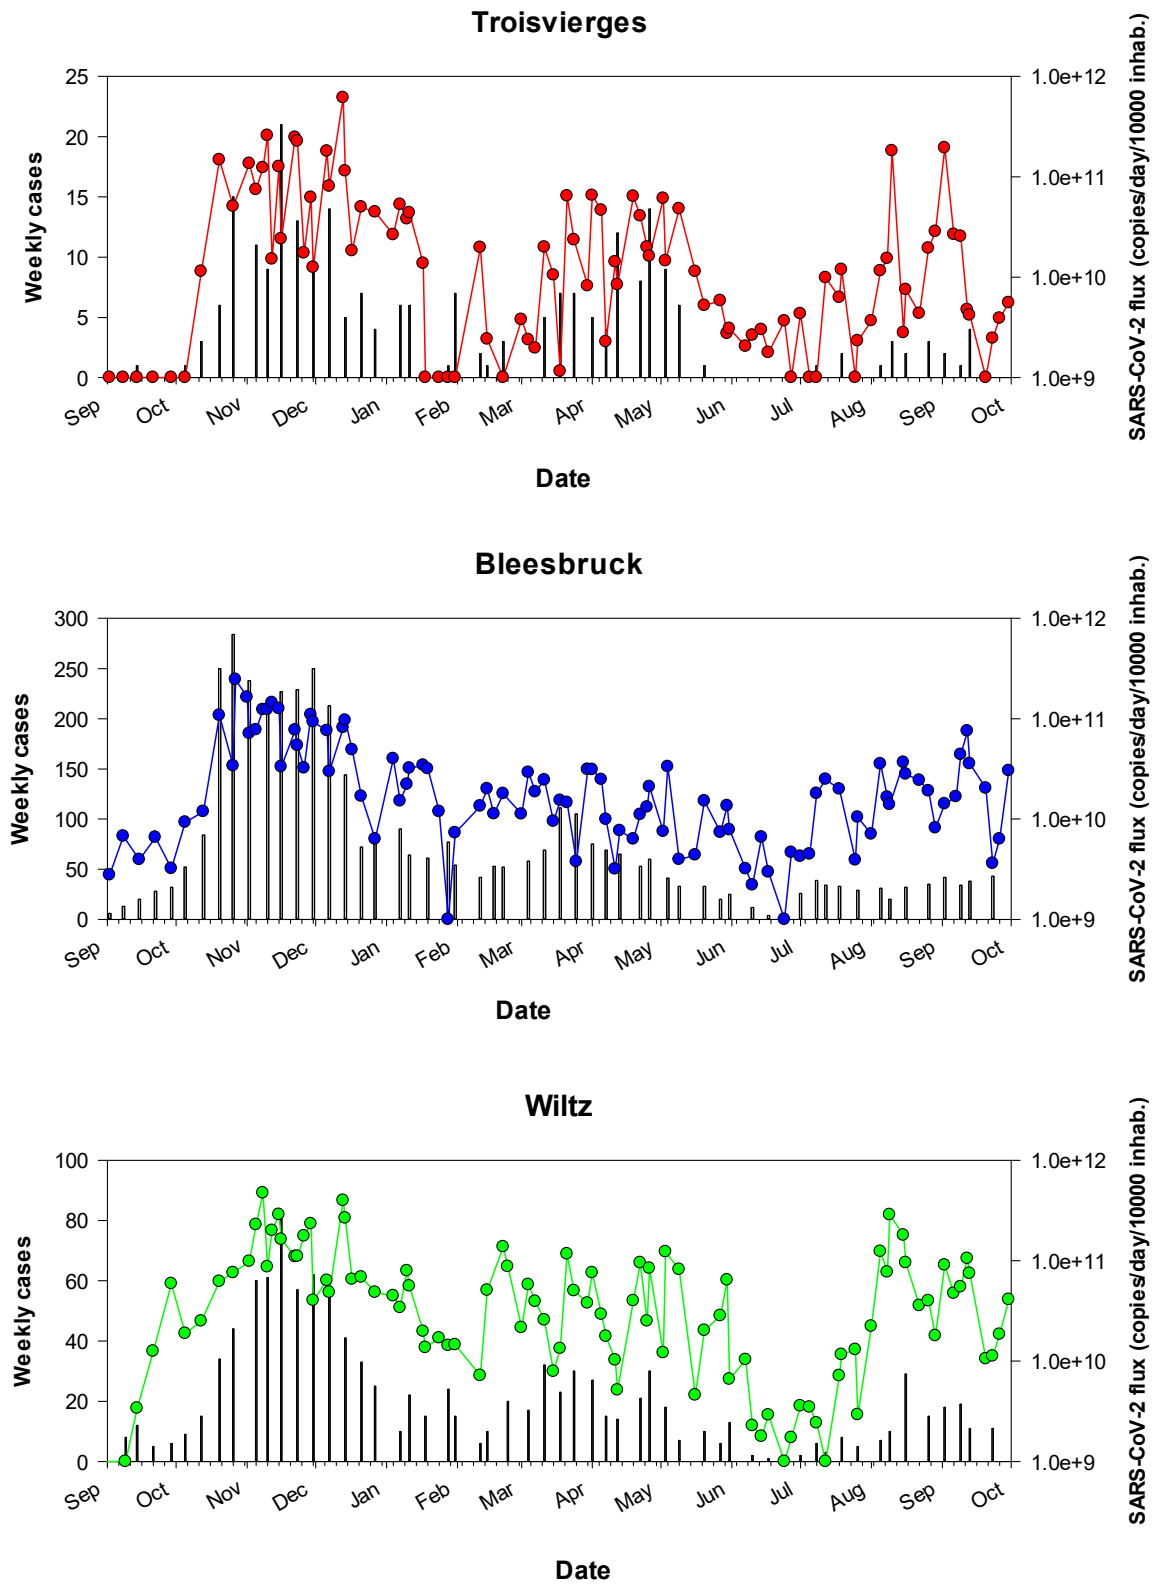 Troisvierges
Weekly cases
25
20
15
10
5
0
1.0e+12
1.0e+11
1.0e+10
1.0e+9
SARS-CoV-2 flux (copies/day/10000 inhab.)
Sep Oct Nov Dec Jan Feb Mar Apr May Jun Jul Aug Sep Oct
Date
Bleesbruck
Weekly cases
300
250
200
150
100
50
0
1.0e+12
1.0e+11
1.0e+10
1.0e+9
SARS-CoV-2 flux (copies/day/10000 inhab.)
Sep Oct Nov Dec Jan Feb Mar Apr May Jun Jul Aug Sep Oct
Date
Wiltz
Weekly cases
100
80
60
40
20
0
1.0e+12
1.0e+11
1.0e+10
1.0e+9
SARS-CoV-2 flux (copies/day/10000 inhab.)
Sep Oct Nov Dec Jan Feb Mar Apr May Jun Jul Aug Sep Oct
Date